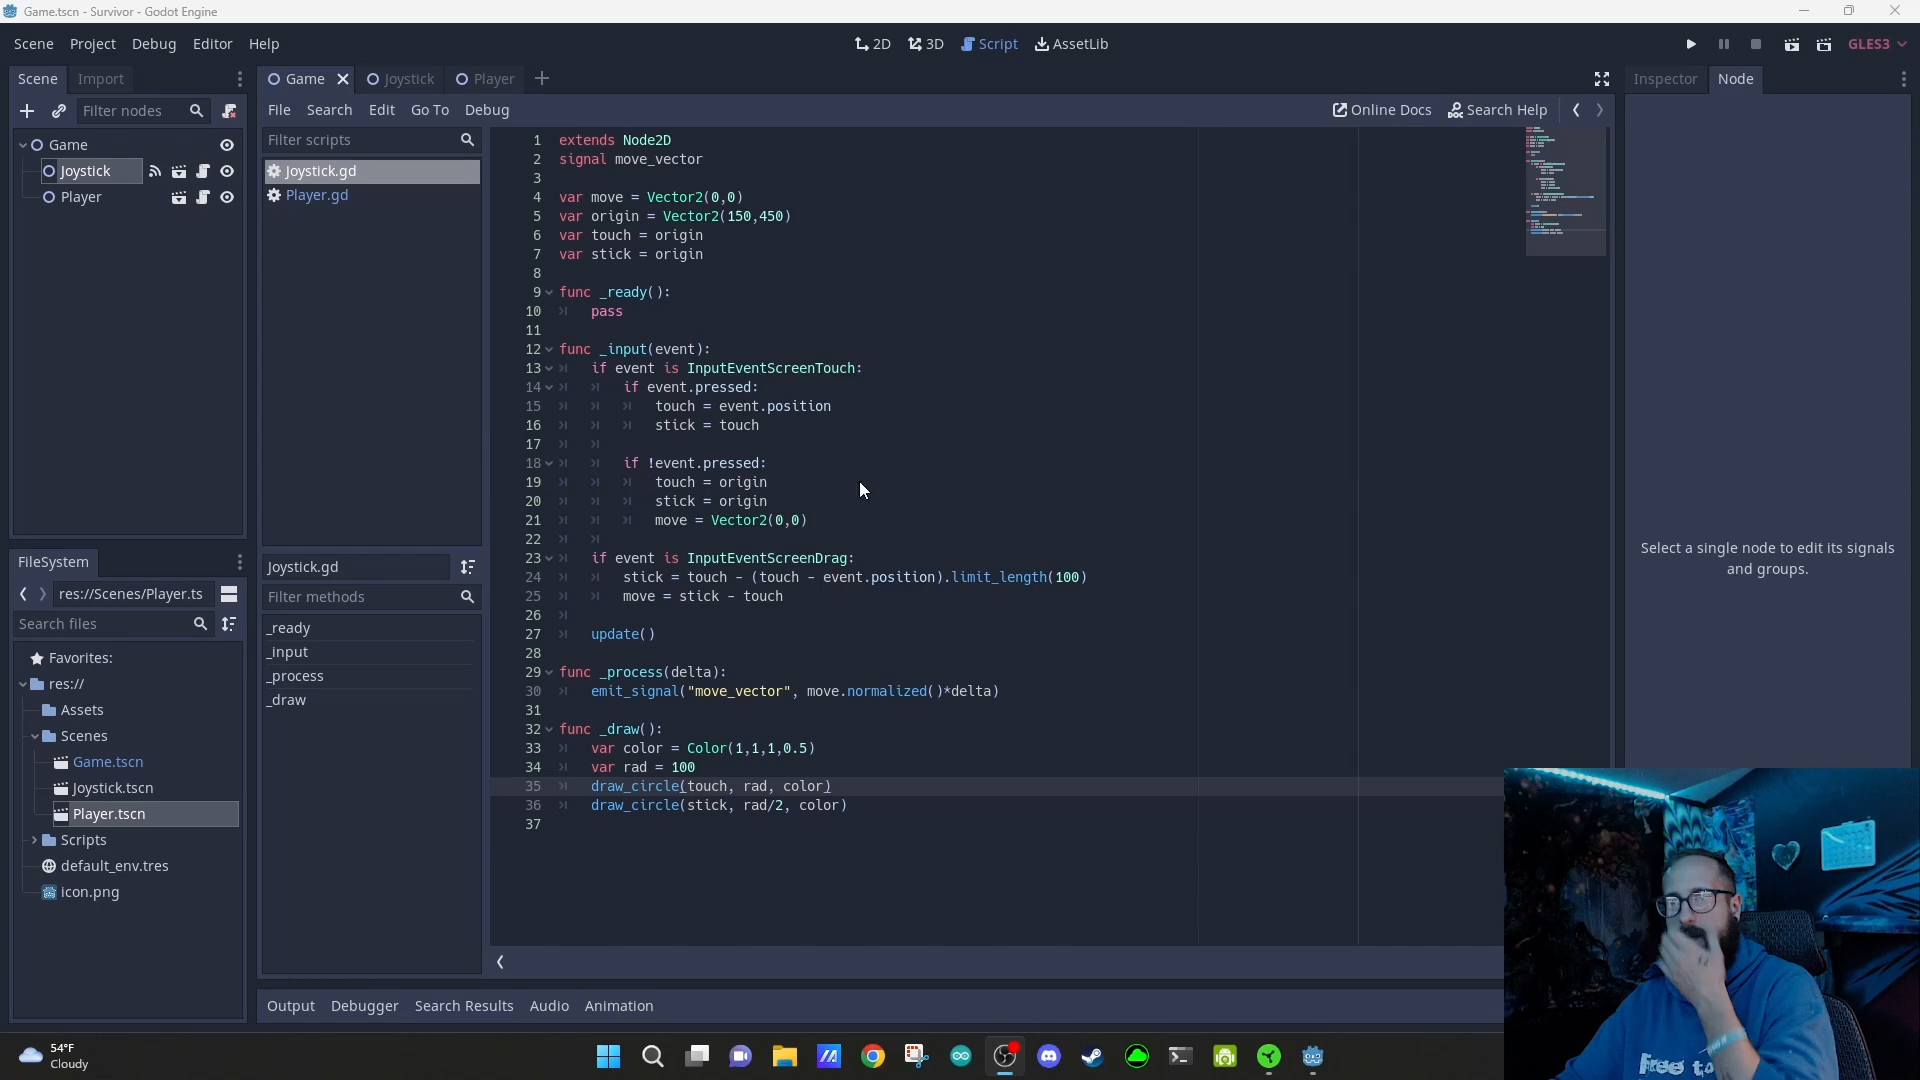 Game.tscn - Survivor - Godot Engine
Scene Project Debug Editor Help
2D 3D Script AssetLib
GLES3
Scene Import
Game Joystick Player
Inspector Node
Filter nodes
File Search Edit Go To Debug
Online Docs Search Help
Game
Joystick
Player
Filter scripts
Joystick.gd
Player.gd
Joystick.gd
Filter methods
_ready
_input
_process
_draw
1 extends Node2D
2 signal move_vector
3
4 var move = Vector2(0,0)
5 var origin = Vector2(150,450)
6 var touch = origin
7 var stick = origin
8
9 func _ready():
10 pass
11
12 func _input(event):
13 if event is InputEventScreenTouch:
14 if event.pressed:
15 touch = event.position
16 stick = touch
17
18 if !event.pressed:
19 touch = origin
20 stick = origin
21 move = Vector2(0,0)
22
23 if event is InputEventScreenDrag:
24 stick = touch - (touch - event.position).limit_length(100)
25 move = stick - touch
26
27 update()
28
29 func _process(delta):
30 emit_signal("move_vector", move.normalized()*delta)
31
32 func _draw():
33 var color = Color(1,1,1,0.5)
34 var rad = 100
35 draw_circle(touch, rad, color)
36 draw_circle(stick, rad/2, color)
37
Select a single node to edit its signals
and groups.
FileSystem
res://Scenes/Player.ts
Search files
Favorites:
res://
Assets
Scenes
Game.tscn
Joystick.tscn
Player.tscn
Scripts
default_env.tres
icon.png
Output Debugger Search Results Audio Animation
54°F
Cloudy
Free to